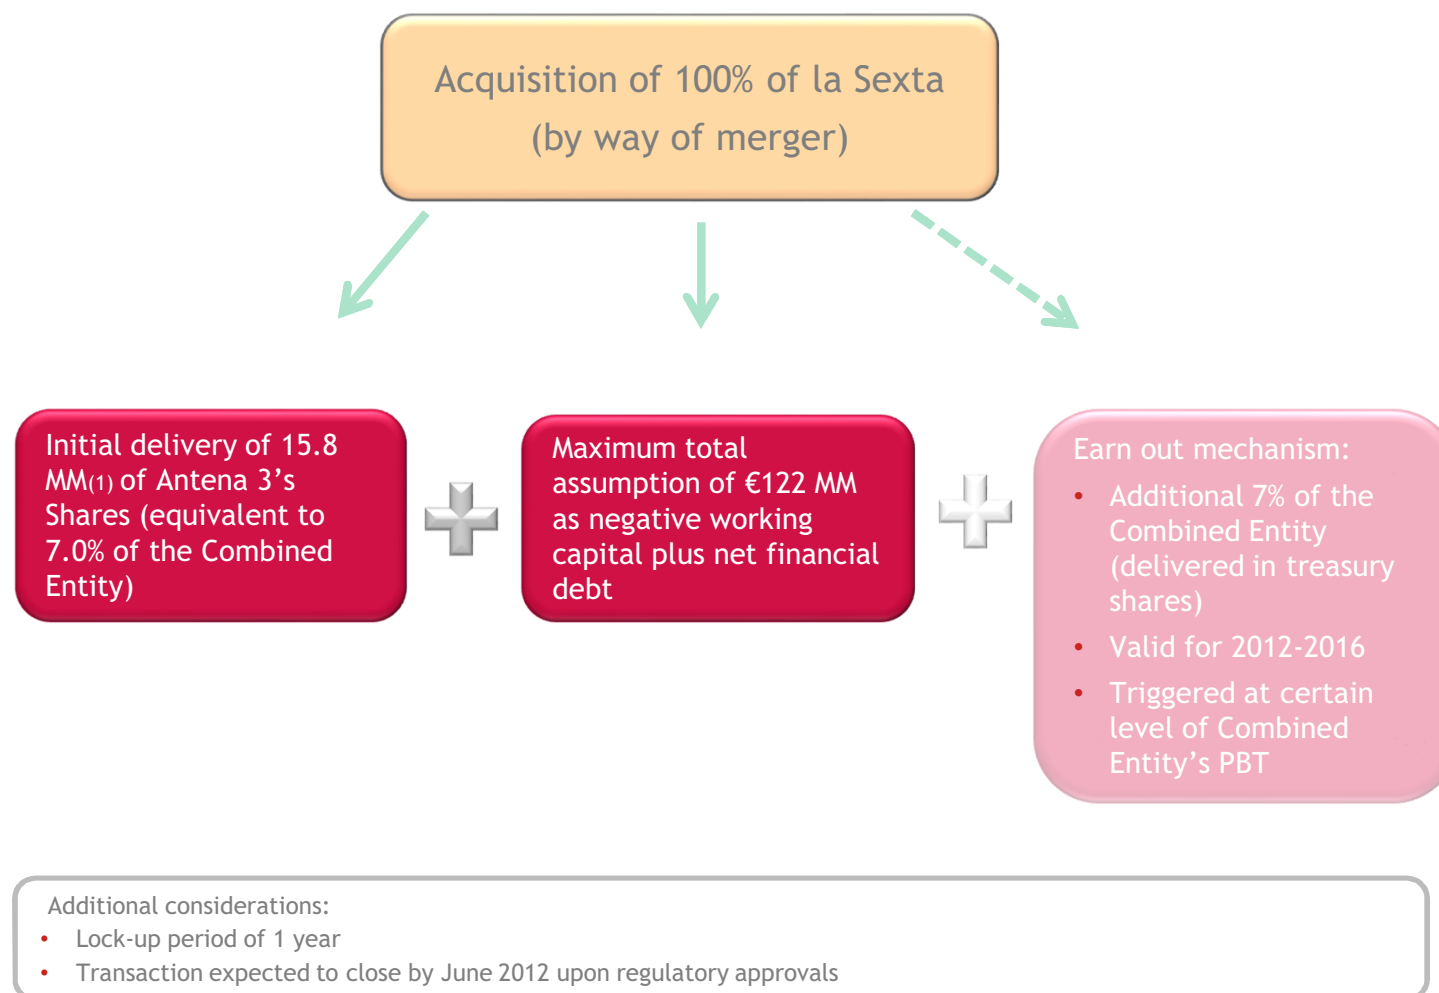 Acquisition of 100% of la Sexta
(by way of merger)
Initial delivery of 15.8
MM(1) of Antena 3’s
Shares (equivalent to
7.0% of the Combined
Entity)
Maximum total
assumption of €122 MM
as negative working
capital plus net financial
debt
Earn out mechanism:
• Additional 7% of the
Combined Entity
(delivered in treasury
shares)
• Valid for 2012-2016
• Triggered at certain
level of Combined
Entity’s PBT
Additional considerations:
• Lock-up period of 1 year
• Transaction expected to close by June 2012 upon regulatory approvals